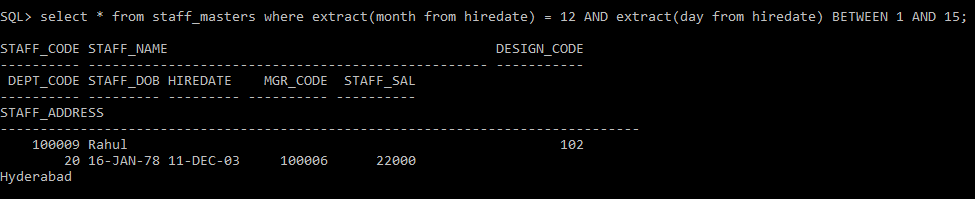 SQL> select * from staff_masters where extract(month from hiredate) = 12 AND extract(day from hiredate) BETWEEN 1 AND 15;
STAFF_CODE STAFF_NAME                                         DESIGN_CODE
---------- -------------------------------------------------- -----------
 DEPT_CODE STAFF_DOB HIREDATE    MGR_CODE  STAFF_SAL
---------- --------- --------- ---------- ----------
STAFF_ADDRESS
--------------------------------------------------------------------------------
    100009 Rahul                                                      102
        20 16-JAN-78 11-DEC-03     100006      22000
Hyderabad